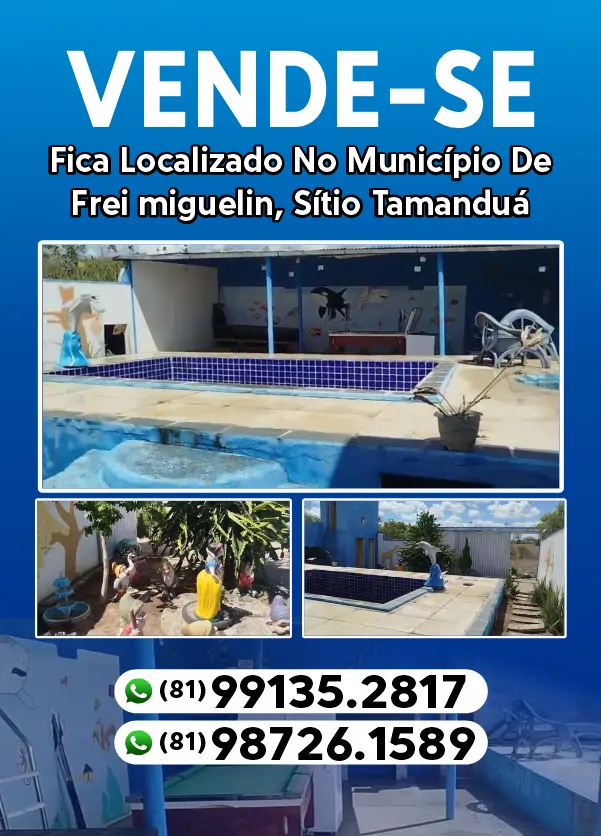 VENDE-SE
Fica Localizado No Município De
Frei miguelin, Sítio Tamanduá
(81) 99135.2817
(81) 98726.1589